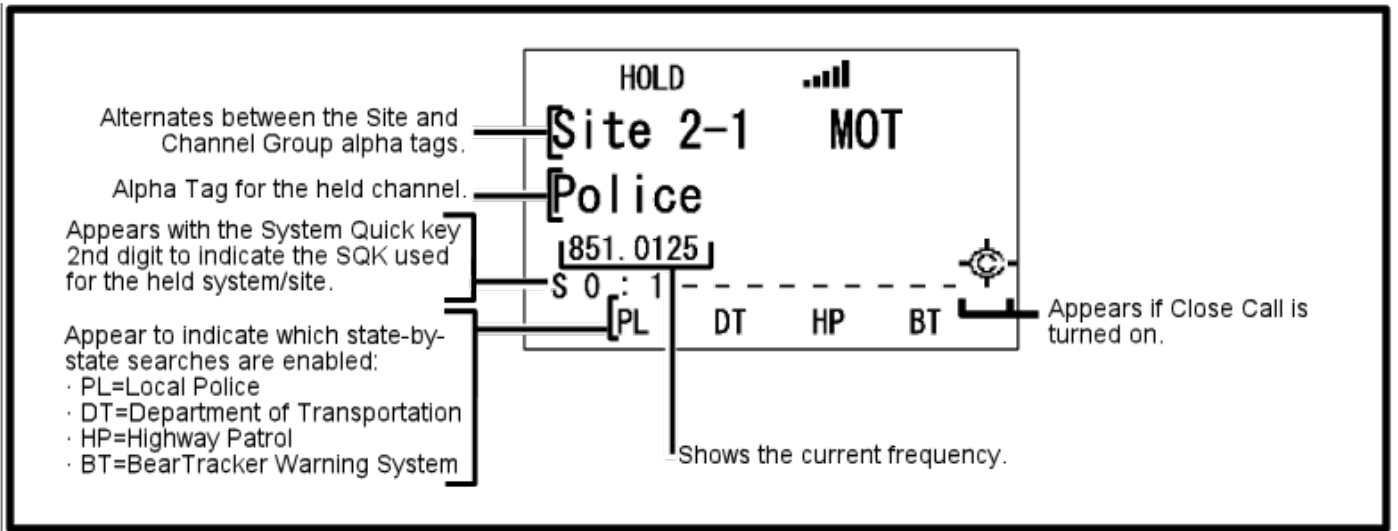 HOLD
Alternates between the Site and
Channel Group alpha tags.
Site 2-1 MOT
Alpha Tag for the held channel.
Police
Appears with the System Quick key
2nd digit to indicate the SQK used
for the held system/site.
851.0125
S 0 : 1 - - - - - - - - -
Appear to indicate which state-by-
state searches are enabled:
· PL=Local Police
· DT=Department of Transportation
· HP=Highway Patrol
· BT=BearTracker Warning System
PL DT HP BT
C
Appears if Close Call is
turned on.
Shows the current frequency.